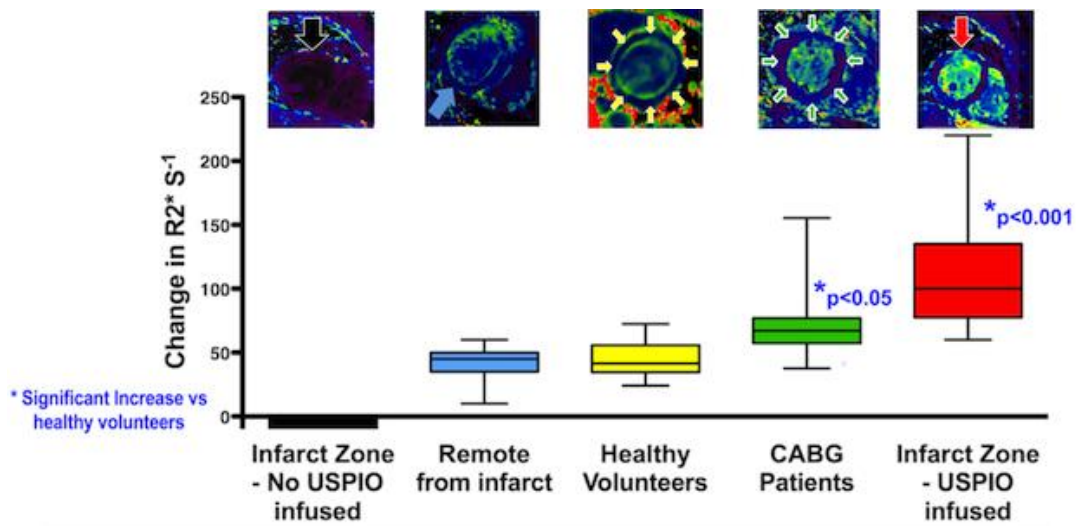 250
200
150
100
50
0
Change in R2* S-1
*
p<0.001
*
p<0.05
* Significant Increase vs
healthy volunteers
Infarct Zone
- No USPIO
infused
Remote
from infarct
Healthy
Volunteers
CABG
Patients
Infarct Zone
- USPIO
infused